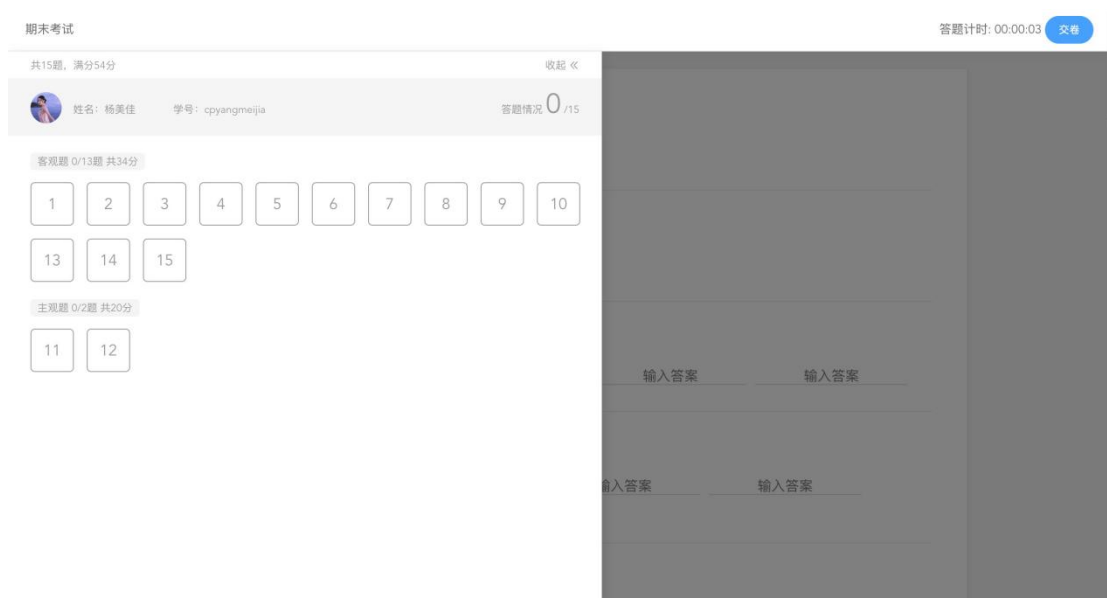 期末考试 答题计时: 00:00:03 交卷
共15题，满分54分 收起 «
姓名：杨美佳 学号：cpyangmeijia 答题情况 0 /15
客观题 0/13题 共34分
1 2 3 4 5 6 7 8 9 10
13 14 15
主观题 0/2题 共20分
11 12
输入答案 输入答案
输入答案 输入答案